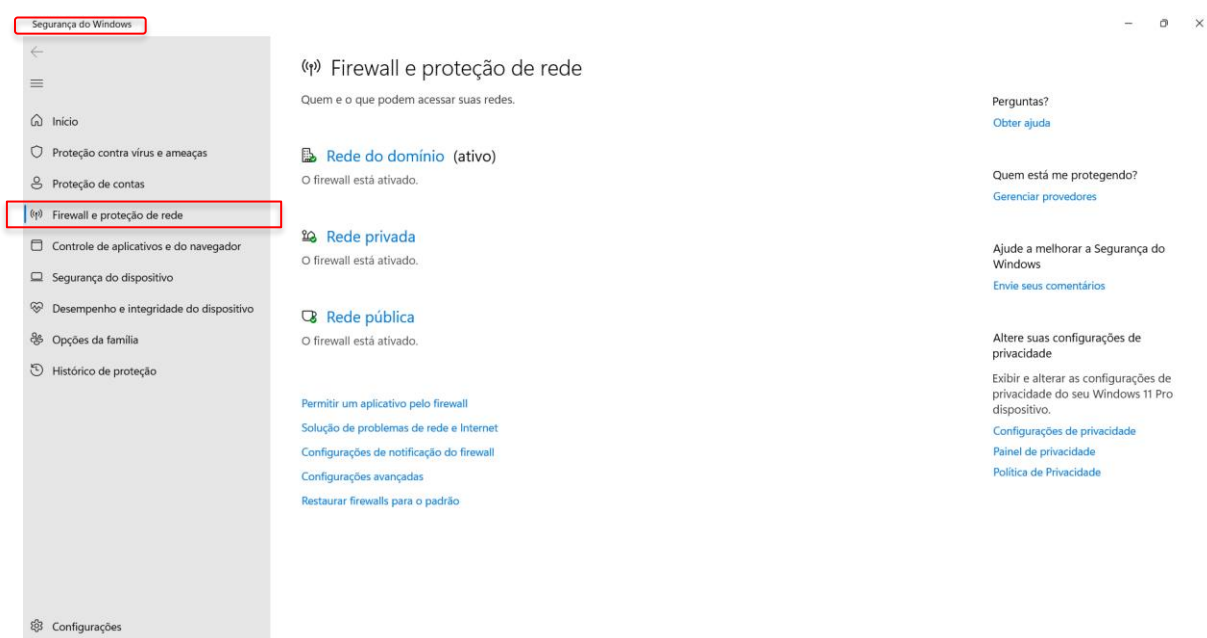 Segurança do Windows
Início
Proteção contra vírus e ameaças
Proteção de contas
Firewall e proteção de rede
Controle de aplicativos e do navegador
Segurança do dispositivo
Desempenho e integridade do dispositivo
Opções da família
Histórico de proteção
Configurações
Firewall e proteção de rede
Quem e o que podem acessar suas redes.
Rede do domínio (ativo)
O firewall está ativado.
Rede privada
O firewall está ativado.
Rede pública
O firewall está ativado.
Permitir um aplicativo pelo firewall
Solução de problemas de rede e Internet
Configurações de notificação do firewall
Configurações avançadas
Restaurar firewalls para o padrão
Perguntas?
Obter ajuda
Quem está me protegendo?
Gerenciar provedores
Ajude a melhorar a Segurança do
Windows
Envie seus comentários
Altere suas configurações de
privacidade
Exibir e alterar as configurações de
privacidade do seu Windows 11 Pro
dispositivo.
Configurações de privacidade
Painel de privacidade
Política de Privacidade